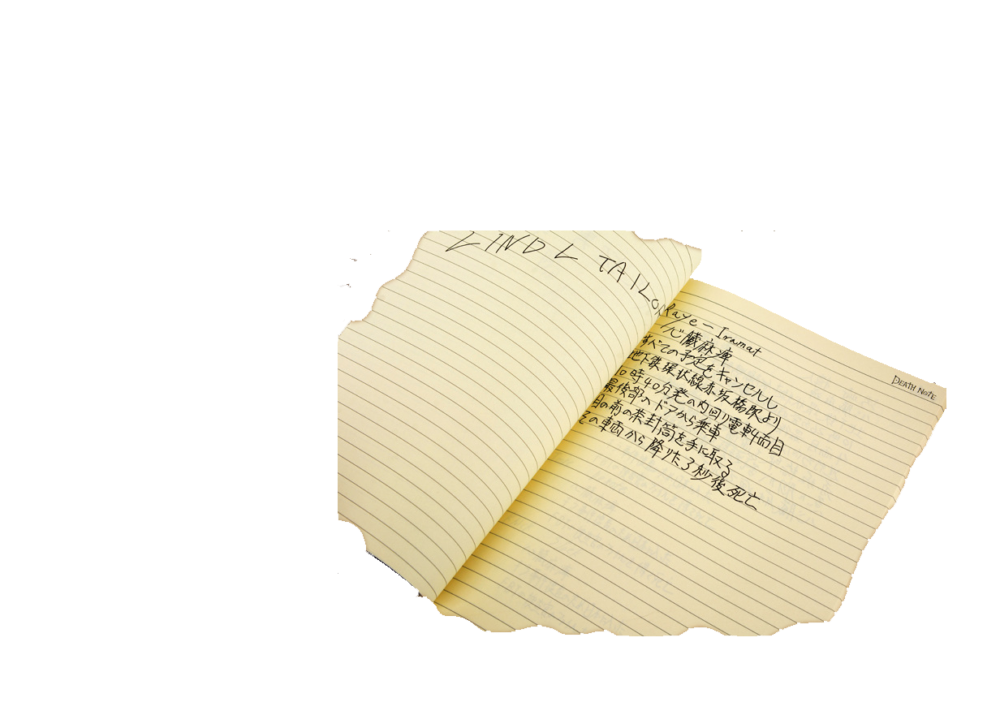 LIND L TAILOR
Raye－Iramat
心臓麻痺
すべての予定をキャンセルし
地下鉄環状線赤坂橋駅より
10時40分発の内回り電車4両目
最後部のドアから乗車
目の前の茶封筒を手に取る
その車両から降りた3秒後死亡
DEATH NOTE